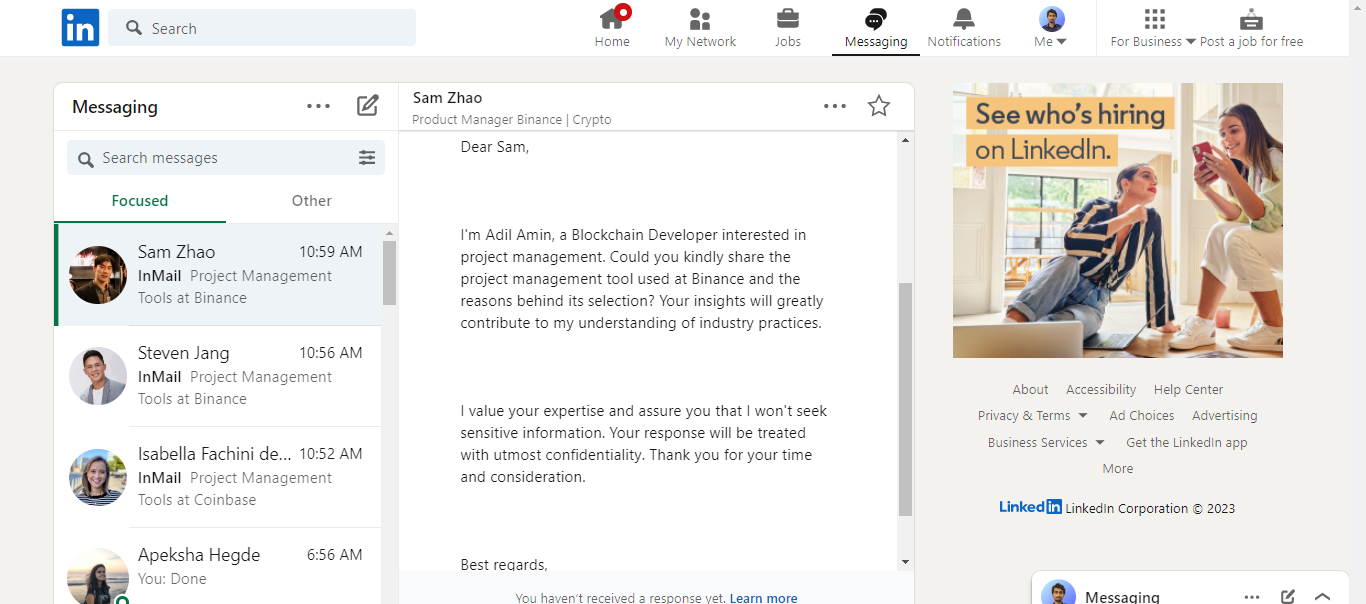 in
Search
Home
My Network
Jobs
Messaging
Notifications
Me
For Business
Post a job for free
Messaging
Search messages
Focused
Other
Sam Zhao 10:59 AM
InMail Project Management
Tools at Binance
Steven Jang 10:56 AM
InMail Project Management
Tools at Binance
Isabella Fachini de... 10:52 AM
InMail Project Management
Tools at Coinbase
Apeksha Hegde 6:56 AM
You: Done
Sam Zhao
Product Manager Binance | Crypto
Dear Sam,
I'm Adil Amin, a Blockchain Developer interested in
project management. Could you kindly share the
project management tool used at Binance and the
reasons behind its selection? Your insights will greatly
contribute to my understanding of industry practices.
I value your expertise and assure you that I won't seek
sensitive information. Your response will be treated
with utmost confidentiality. Thank you for your time
and consideration.
Best regards,
You haven't received a response yet. Learn more
See who's hiring
on LinkedIn.
About Accessibility Help Center
Privacy & Terms Ad Choices Advertising
Business Services Get the LinkedIn app
More
LinkedIn LinkedIn Corporation © 2023
Messaging